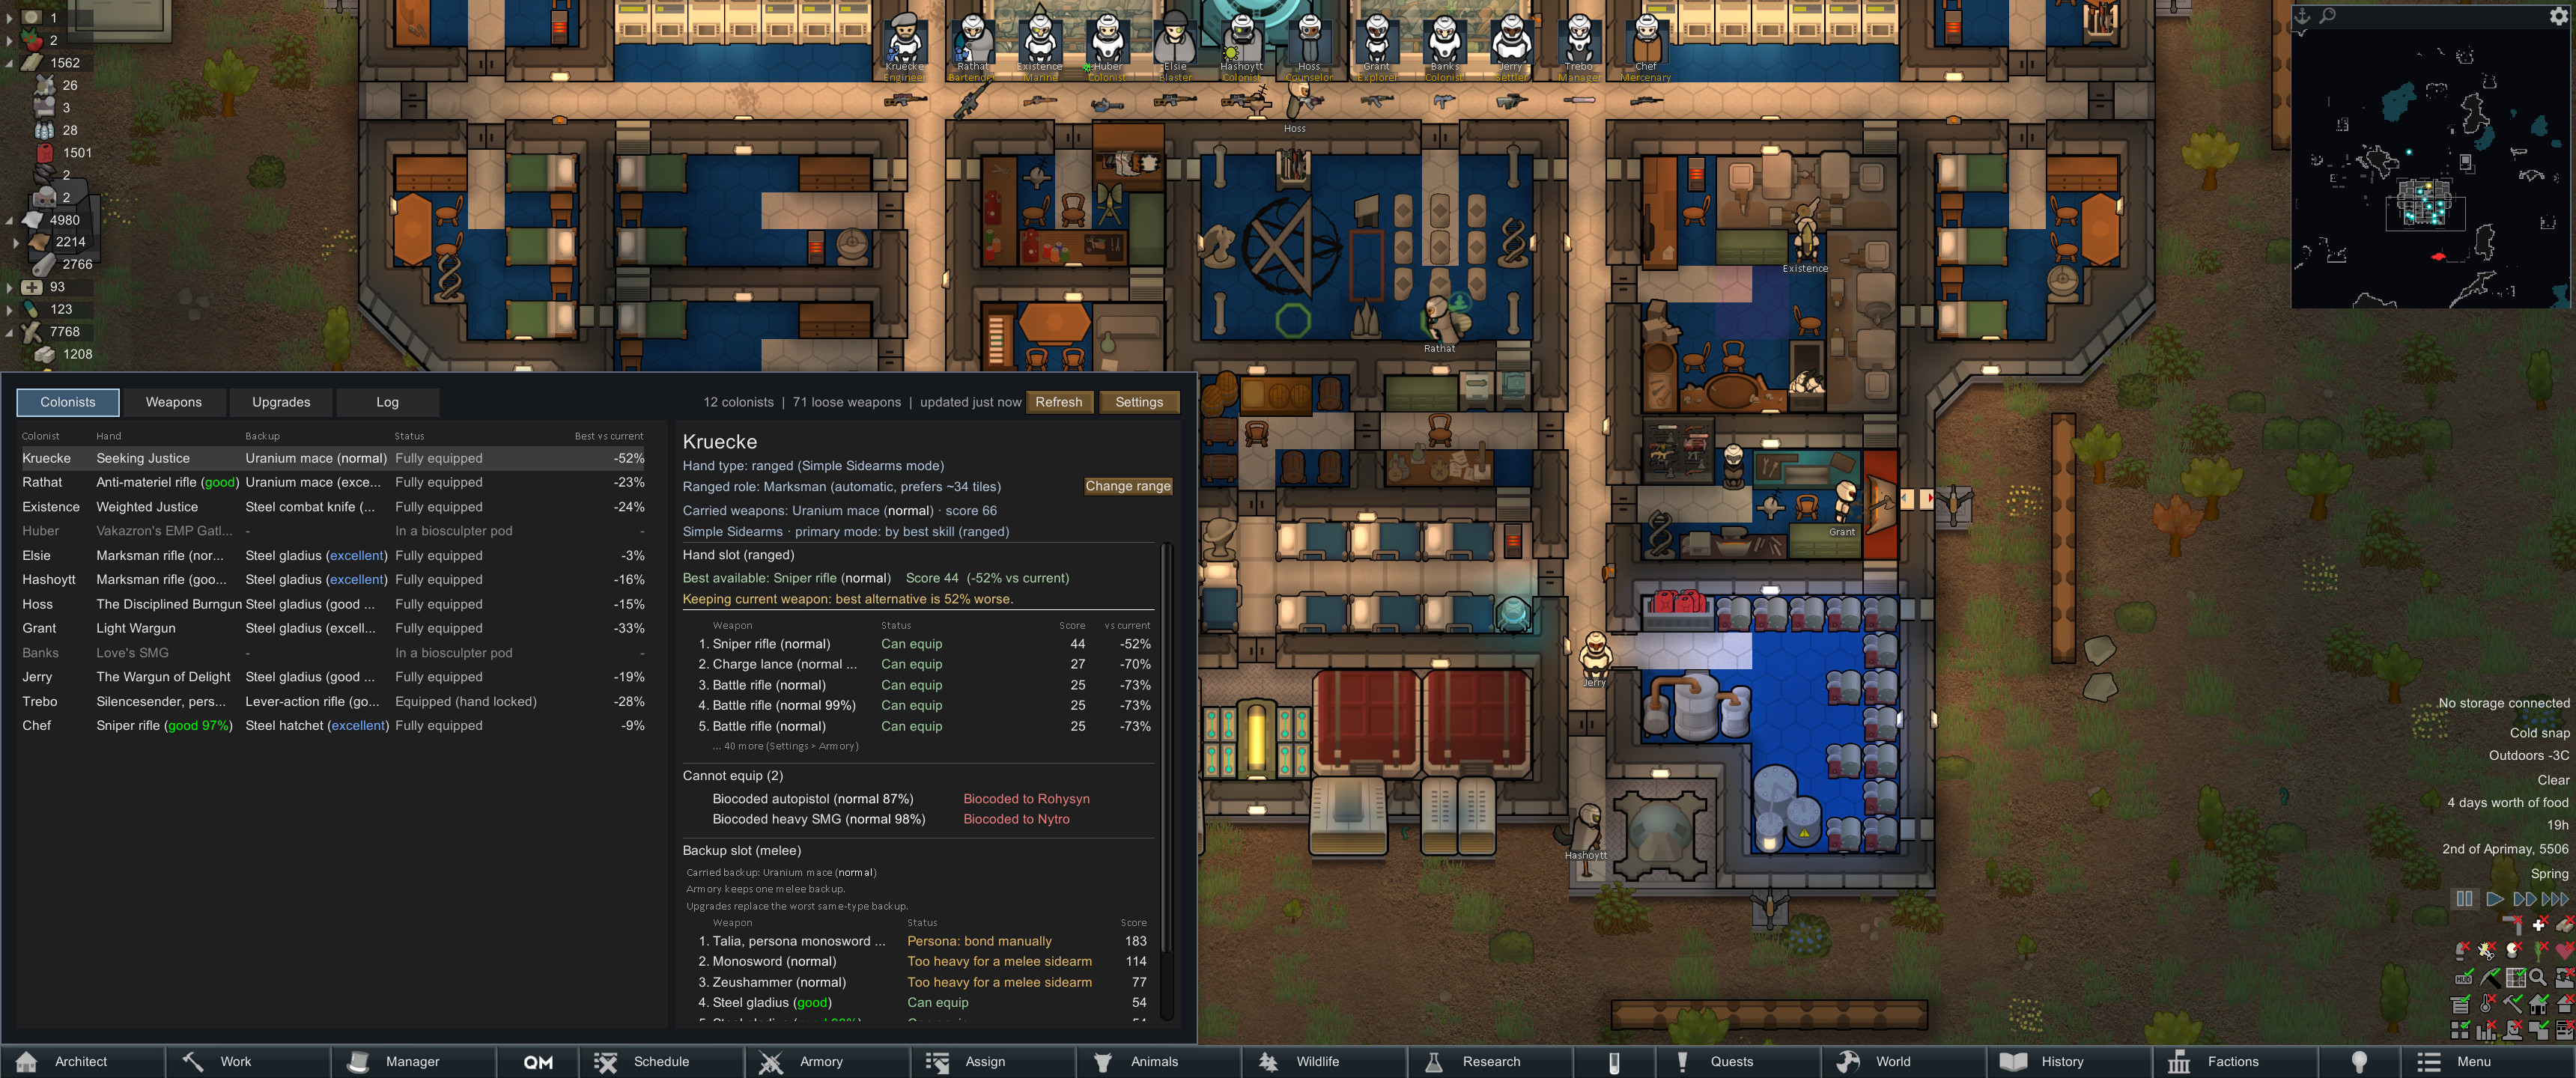 1
2
1562
26
3
28
1501
2
2
4980
2214
2766
93
123
7768
1208
Kruecke
Engineer
Rathat
Bartender
Existence
Marine
Huber
Colonist
Elsie
Blaster
Hashoytt
Colonist
Hoss
Counselor
Grant
Explorer
Banks
Colonist
Jerry
Settler
Trebo
Manager
Chef
Mercenary
Hoss
Existence
Rathat
Grant
Jerry
Hashoytt
Colonists Weapons Upgrades Log
12 colonists | 71 loose weapons | updated just now Refresh Settings
Colonist Hand Backup Status Best vs current
Kruecke Seeking Justice Uranium mace (normal) Fully equipped -52%
Rathat Anti-materiel rifle (good) Uranium mace (exce... Fully equipped -23%
Existence Weighted Justice Steel combat knife (... Fully equipped -24%
Huber Vakazron's EMP Gatl... - In a biosculpter pod -
Elsie Marksman rifle (nor... Steel gladius (excellent) Fully equipped -3%
Hashoytt Marksman rifle (goo... Steel gladius (excellent) Fully equipped -16%
Hoss The Disciplined Burngun Steel gladius (good ... Fully equipped -15%
Grant Light Wargun Steel gladius (excell... Fully equipped -33%
Banks Love's SMG - In a biosculpter pod -
Jerry The Wargun of Delight Steel gladius (good ... Fully equipped -19%
Trebo Silencesender, pers... Lever-action rifle (go... Equipped (hand locked) -28%
Chef Sniper rifle (good 97%) Steel hatchet (excellent) Fully equipped -9%
Kruecke
Hand type: ranged (Simple Sidearms mode)
Ranged role: Marksman (automatic, prefers ~34 tiles) Change range
Carried weapons: Uranium mace (normal) · score 66
Simple Sidearms · primary mode: by best skill (ranged)
Hand slot (ranged)
Best available: Sniper rifle (normal) Score 44 (-52% vs current)
Keeping current weapon: best alternative is 52% worse.
Weapon Status Score vs current
1. Sniper rifle (normal) Can equip 44 -52%
2. Charge lance (normal ... Can equip 27 -70%
3. Battle rifle (normal) Can equip 25 -73%
4. Battle rifle (normal 99%) Can equip 25 -73%
5. Battle rifle (normal) Can equip 25 -73%
... 40 more (Settings > Armory)
Cannot equip (2)
Biocoded autopistol (normal 87%) Biocoded to Rohysyn
Biocoded heavy SMG (normal 98%) Biocoded to Nytro
Backup slot (melee)
Carried backup: Uranium mace (normal)
Armory keeps one melee backup.
Upgrades replace the worst same-type backup.
Weapon Status Score
1. Talia, persona monosword ... Persona: bond manually 183
2. Monosword (normal) Too heavy for a melee sidearm 114
3. Zeushammer (normal) Too heavy for a melee sidearm 77
4. Steel gladius (good) Can equip 54
No storage connected
Cold snap
Outdoors -3C
Clear
4 days worth of food
19h
2nd of Aprimay, 5506
Spring
Architect Work Manager QM Schedule Armory Assign Animals Wildlife Research Quests World History Factions Menu